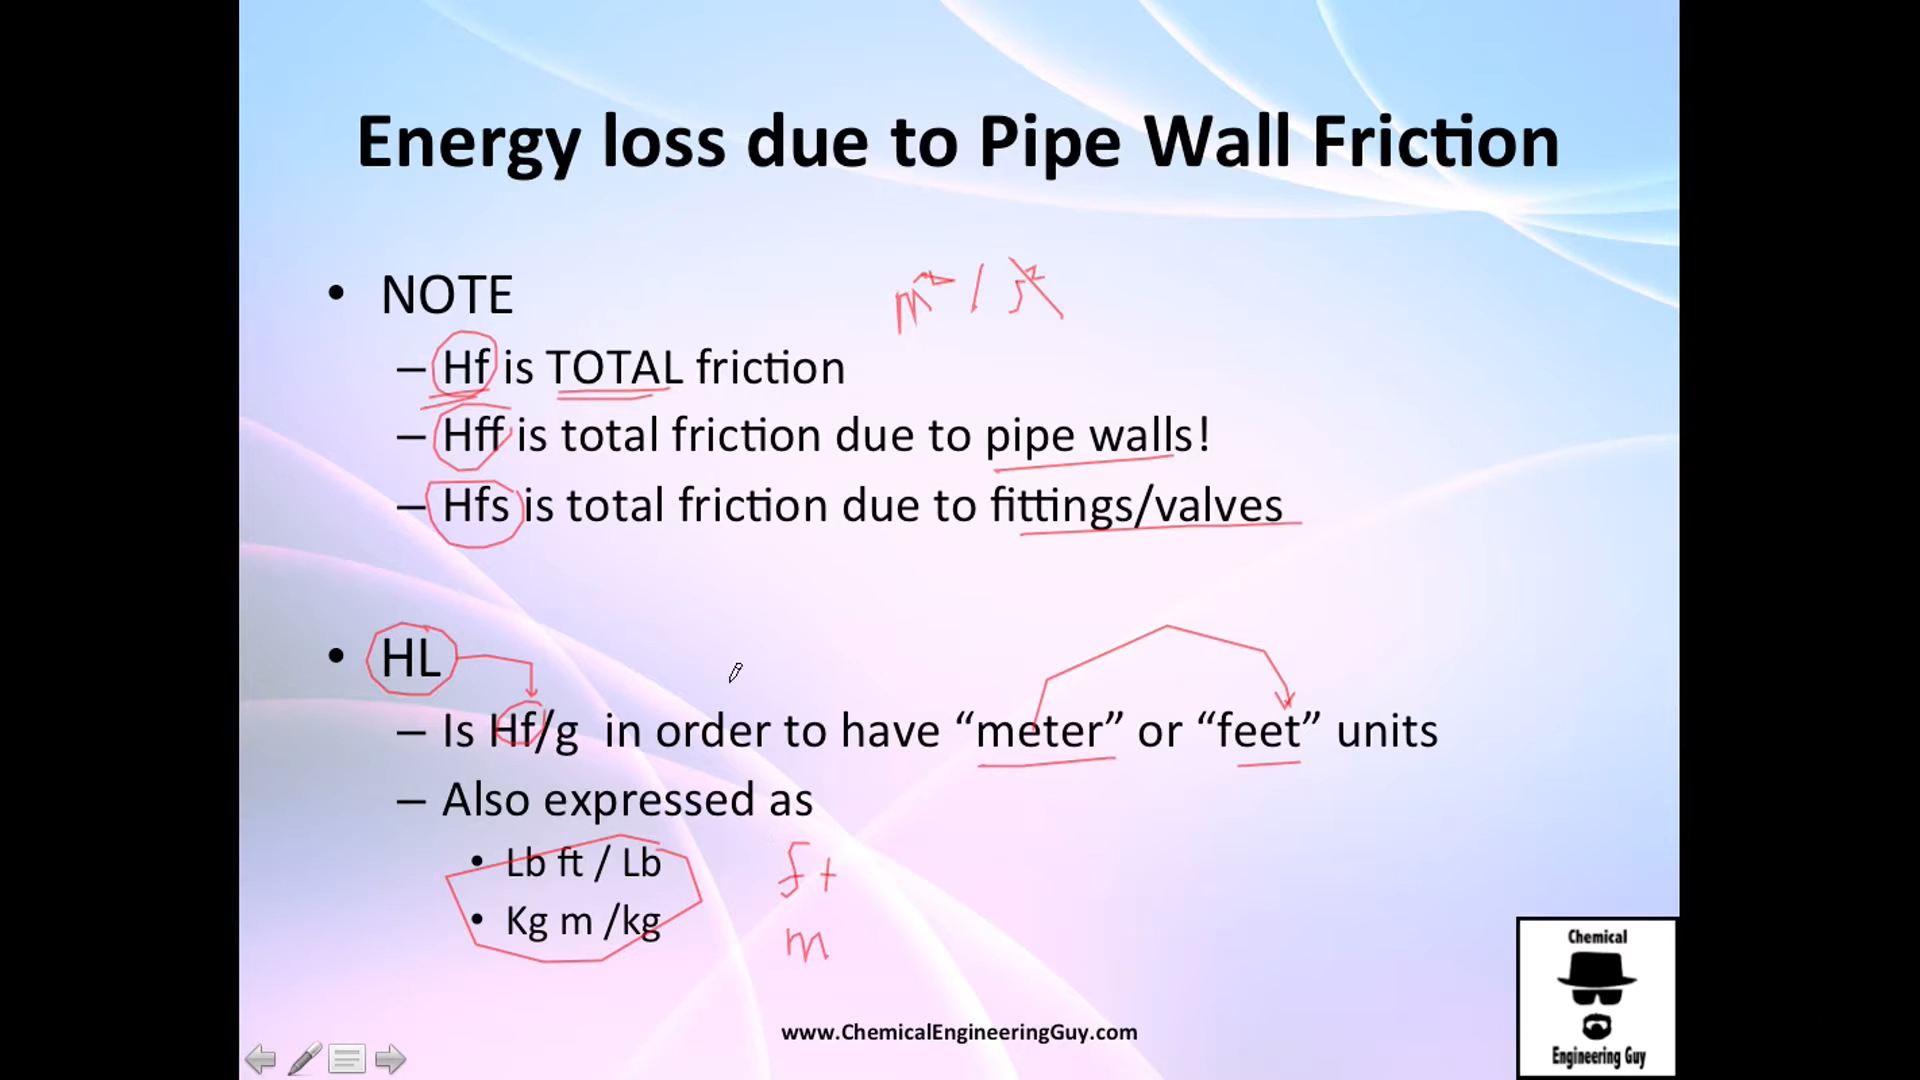 Energy loss due to Pipe Wall Friction
• NOTE
m² / s²
– Hf is TOTAL friction
– Hff is total friction due to pipe walls!
– Hfs is total friction due to fittings/valves
• HL
– Is Hf/g in order to have “meter” or “feet” units
– Also expressed as
• Lb ft / Lb
ft
• Kg m /kg
m
www.ChemicalEngineeringGuy.com
Chemical
Engineering Guy